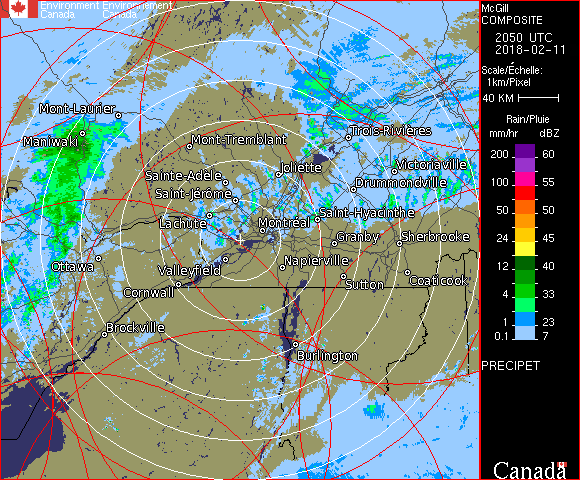 Environment Environnement
Canada Canada
McGill
COMPOSITE
2050 UTC
2018-02-11
Scale/Échelle:
1km/Pixel
40 KM
Rain/Pluie
mm/hr dBZ
200 60
150 57
100 55
50 50
24 45
12 40
4 33
1 23
0.1 7
PRECIPET
Canada
Mont-Laurier
Maniwaki
Mont-Tremblant
Trois-Rivières
Sainte-Adèle
Joliette
Victoriaville
Saint-Jérôme
Drummondville
Lachute
Montréal
Saint-Hyacinthe
Granby
Sherbrooke
Ottawa
Valleyfield
Napierville
Cornwall
Sutton
Coaticook
Brockville
Burlington